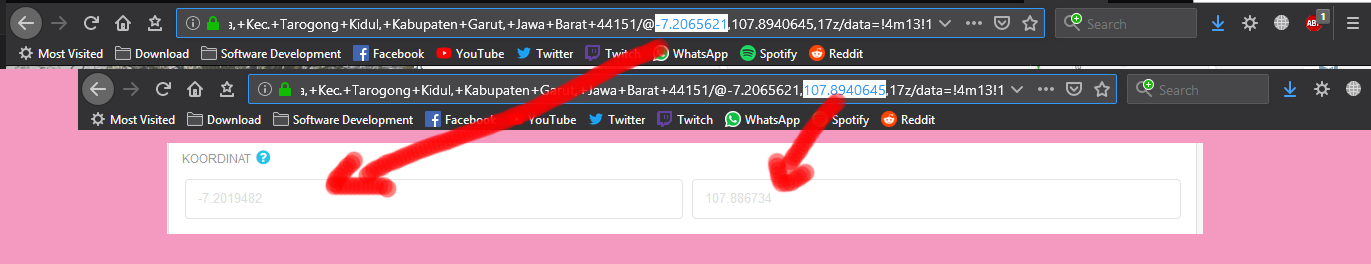 a,+Kec.+Tarogong+Kidul,+Kabupaten+Garut,+Jawa+Barat+44151/@-7.2065621,107.8940645,17z/data=!4m13!1 Search ABP 1
Most Visited Download Software Development Facebook YouTube Twitter Twitch WhatsApp Spotify Reddit
a,+Kec.+Tarogong+Kidul,+Kabupaten+Garut,+Jawa+Barat+44151/@-7.2065621,107.8940645,17z/data=!4m13!1 Search
Most Visited Download Software Development Facebook YouTube Twitter Twitch WhatsApp Spotify Reddit
KOORDINAT ?
-7.2019482 107.886734